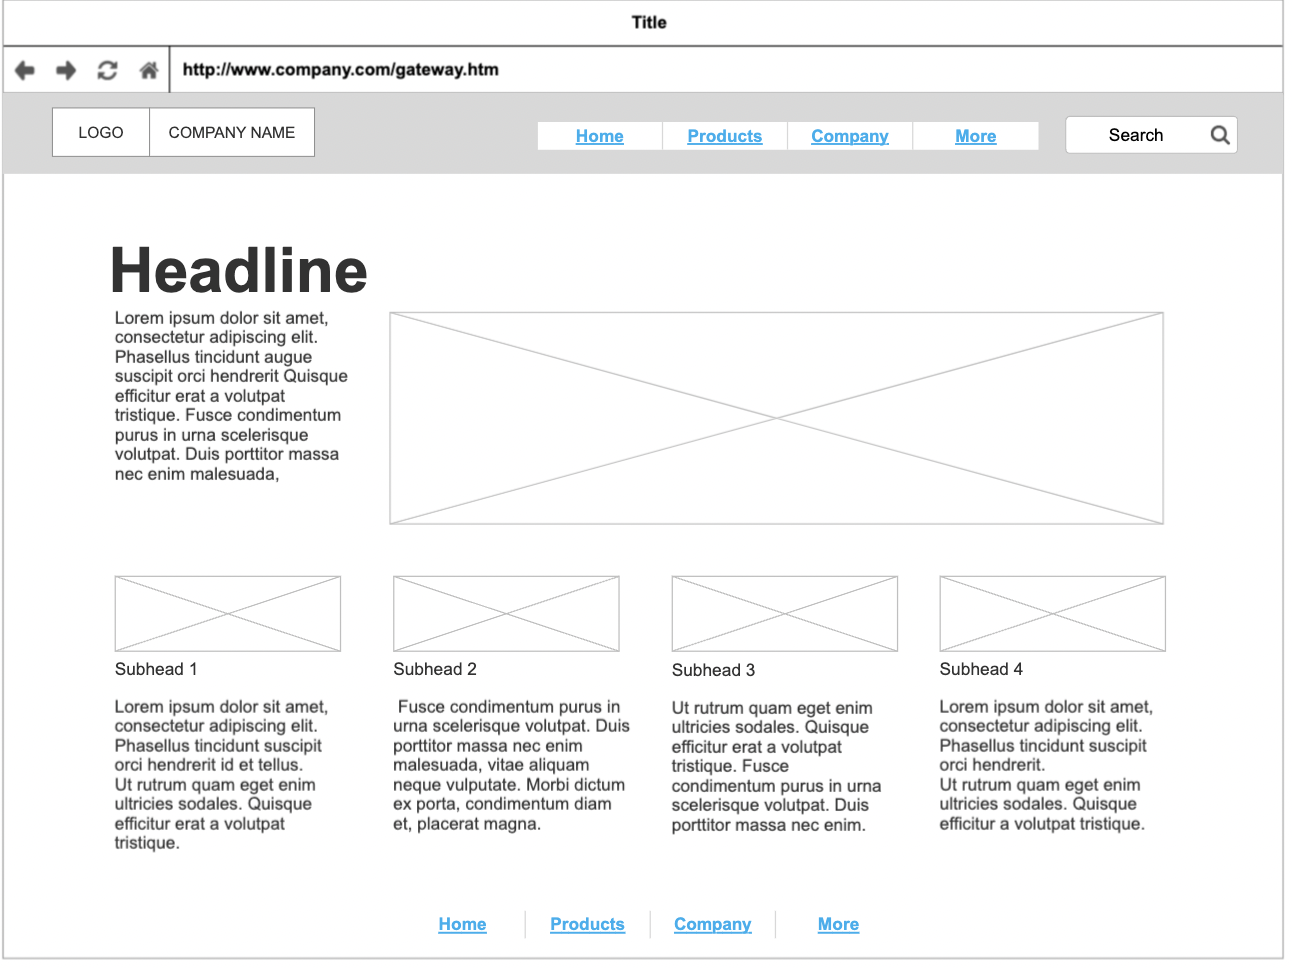 Title
http://www.company.com/gateway.htm
LOGO COMPANY NAME Home Products Company More Search
Headline
Lorem ipsum dolor sit amet,
consectetur adipiscing elit.
Phasellus tincidunt augue
suscipit orci hendrerit Quisque
efficitur erat a volutpat
tristique. Fusce condimentum
purus in urna scelerisque
volutpat. Duis porttitor massa
nec enim malesuada,
Subhead 1
Lorem ipsum dolor sit amet,
consectetur adipiscing elit.
Phasellus tincidunt suscipit
orci hendrerit id et tellus.
Ut rutrum quam eget enim
ultricies sodales. Quisque
efficitur erat a volutpat
tristique.
Subhead 2
Fusce condimentum purus in
urna scelerisque volutpat. Duis
porttitor massa nec enim
malesuada, vitae aliquam
neque vulputate. Morbi dictum
ex porta, condimentum diam
et, placerat magna.
Subhead 3
Ut rutrum quam eget enim
ultricies sodales. Quisque
efficitur erat a volutpat
tristique. Fusce
condimentum purus in urna
scelerisque volutpat. Duis
porttitor massa nec enim.
Subhead 4
Lorem ipsum dolor sit amet,
consectetur adipiscing elit.
Phasellus tincidunt suscipit
orci hendrerit.
Ut rutrum quam eget enim
ultricies sodales. Quisque
efficitur a volutpat tristique.
Home Products Company More